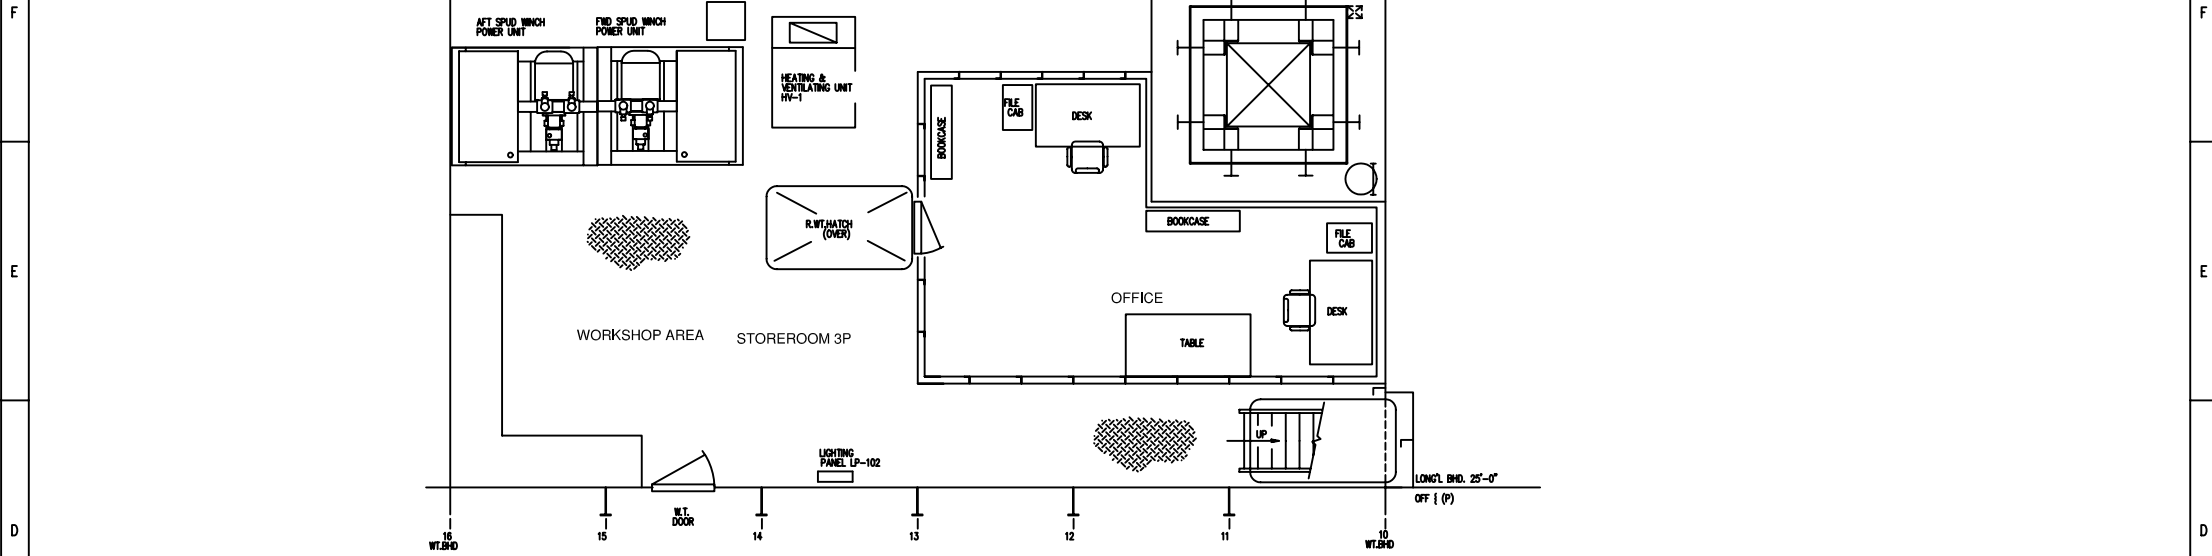 F
F
AFT SPUD WINCH
POWER UNIT
FWD SPUD WINCH
POWER UNIT
HEATING &
VENTILATING UNIT
HV-1
BOOKCASE
FILE
CAB
DESK
R.WT.HATCH
(OVER)
BOOKCASE
FILE
CAB
E
E
OFFICE
DESK
WORKSHOP AREA
STOREROOM 3P
TABLE
UP
LIGHTING
PANEL LP-102
LONG'L BHD. 25'-0"
OFF (P)
W.T.
DOOR
D
D
16
WT.BHD
15
14
13
12
11
10
WT.BHD